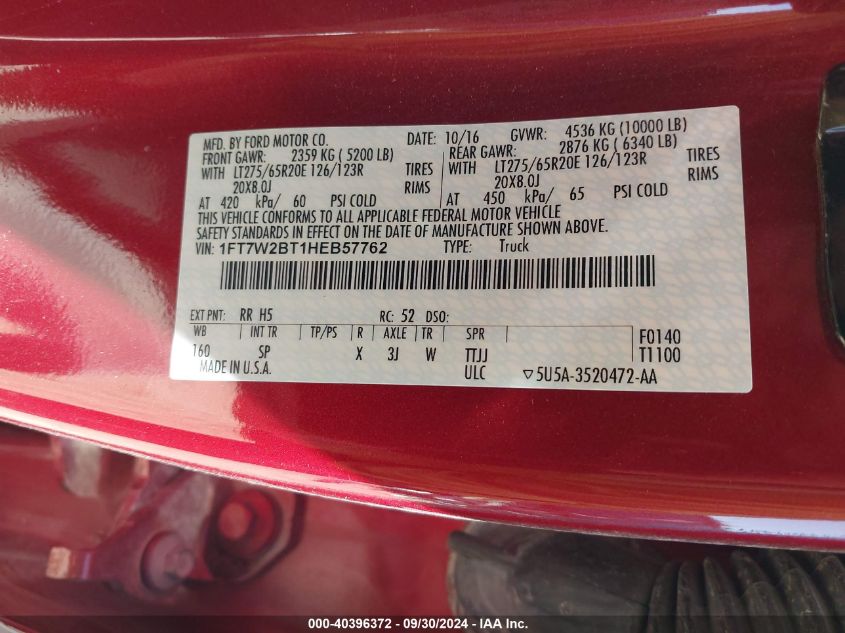 MFD. BY FORD MOTOR CO. DATE: 10/16 GVWR: 4536 KG (10000 LB)
FRONT GAWR: 2359 KG (5200 LB) REAR GAWR: 2876 KG (6340 LB)
WITH LT275/65R20E 126/123R TIRES WITH LT275/65R20E 126/123R TIRES
20X8.0J RIMS 20X8.0J RIMS
AT 420 kPa/ 60 PSI COLD AT 450 kPa/ 65 PSI COLD
THIS VEHICLE CONFORMS TO ALL APPLICABLE FEDERAL MOTOR VEHICLE
SAFETY STANDARDS IN EFFECT ON THE DATE OF MANUFACTURE SHOWN ABOVE.
VIN: 1FT7W2BT1HEB57762 TYPE: Truck
EXT PNT: RR H5 RC: 52 DSO:
WB INT TR TP/PS R AXLE TR SPR F0140
160 SP X 3J W TTJJ T1100
MADE IN U.S.A. ULC ▽5U5A-3520472-AA
000-40396372 / 09/30/2024 - IAA Inc.